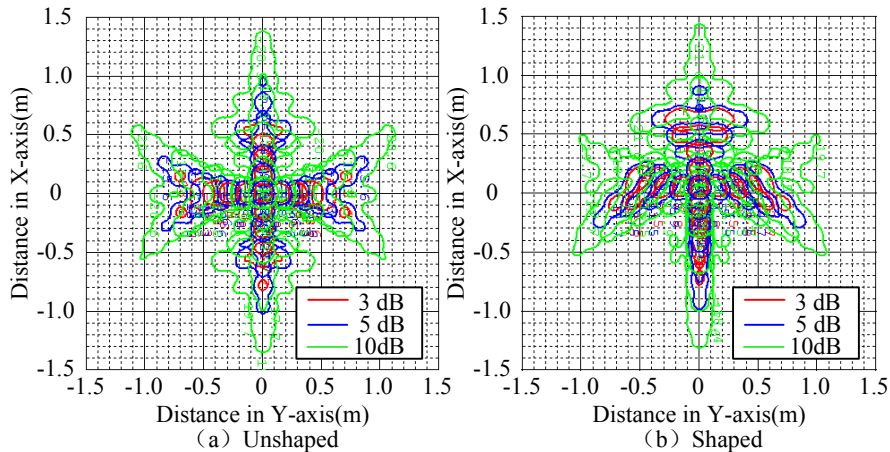 1.5
1.0
0.5
0
-0.5
-1.0
-1.5
Distance in X-axis(m)
3 dB
5 dB
10dB
-1.5 -1.0 -0.5 0 0.5 1.0 1.5
Distance in Y-axis(m)
（a）Unshaped
1.5
1.0
0.5
0
-0.5
-1.0
-1.5
Distance in X-axis(m)
3 dB
5 dB
10dB
-1.5 -1.0 -0.5 0 0.5 1.0 1.5
Distance in Y-axis(m)
（b）Shaped